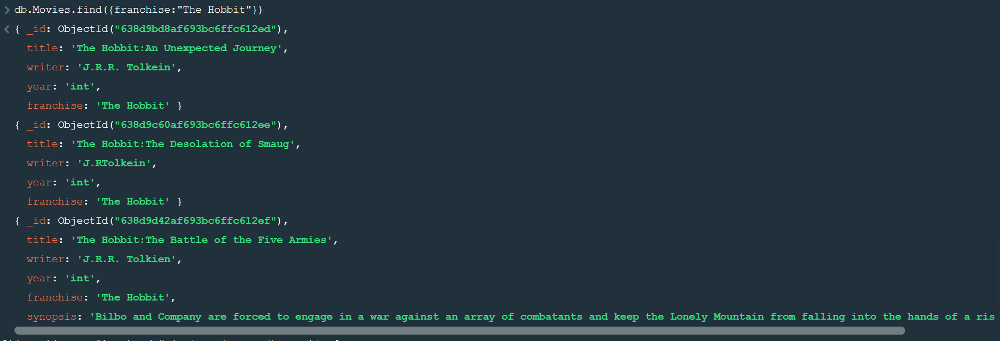 db.Movies.find({franchise:"The Hobbit"})
{ _id: ObjectId("638d9bd8af693bc6ffc612ed"),
title: 'The Hobbit:An Unexpected Journey',
writer: 'J.R.R. Tolkein',
year: 'int',
franchise: 'The Hobbit' }
{ _id: ObjectId("638d9c60af693bc6ffc612ee"),
title: 'The Hobbit:The Desolation of Smaug',
writer: 'J.RTolkein',
year: 'int',
franchise: 'The Hobbit' }
{ _id: ObjectId("638d9d42af693bc6ffc612ef"),
title: 'The Hobbit:The Battle of the Five Armies',
writer: 'J.R.R. Tolkien',
year: 'int',
franchise: 'The Hobbit',
synopsis: 'Bilbo and Company are forced to engage in a war against an array of combatants and keep the Lonely Mountain from falling into the hands of a ris